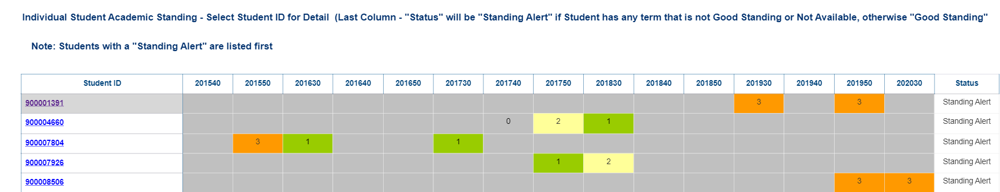 Individual Student Academic Standing - Select Student ID for Detail  (Last Column - "Status" will be "Standing Alert" if Student has any term that is not Good Standing or Not Available, otherwise "Good Standing"
Note: Students with a "Standing Alert" are listed first
Student ID 201540 201550 201630 201640 201650 201730 201740 201750 201830 201840 201850 201930 201940 201950 202030 Status
900001391 3 3 Standing Alert
900004660 0 2 1 Standing Alert
900007804 3 1 1 Standing Alert
900007926 1 2 Standing Alert
900008506 3 3 Standing Alert